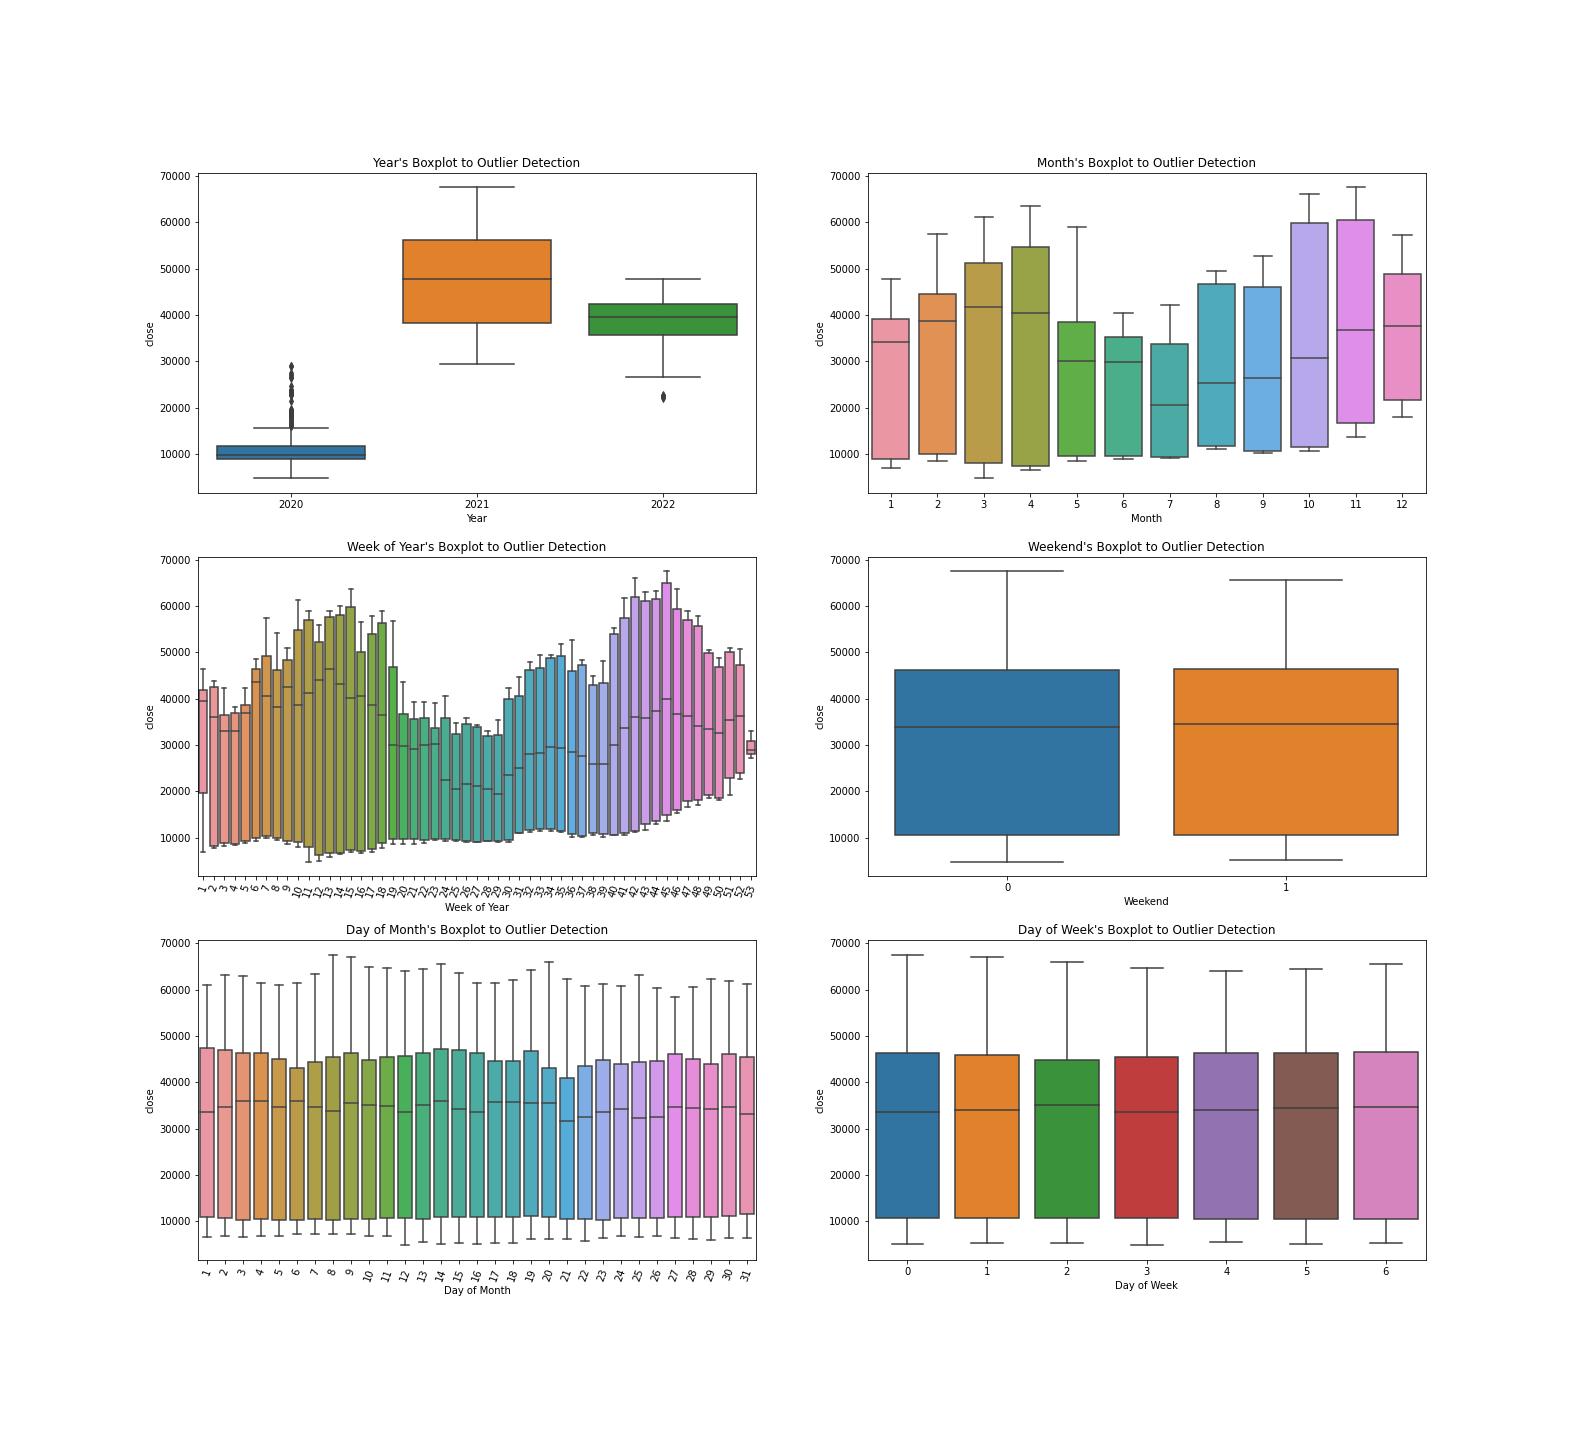 Year's Boxplot to Outlier Detection
70000
60000
50000
40000
30000
20000
10000
close
2020 2021 2022
Year
Month's Boxplot to Outlier Detection
70000
60000
50000
40000
30000
20000
10000
close
1 2 3 4 5 6 7 8 9 10 11 12
Month
Week of Year's Boxplot to Outlier Detection
70000
60000
50000
40000
30000
20000
10000
close
1 2 3 4 5 6 7 8 9 10 11 12 13 14 15 16 17 18 19 20 21 22 23 24 25 26 27 28 29 30 31 32 33 34 35 36 37 38 39 40 41 42 43 44 45 46 47 48 49 50 51 52 53
Week of Year
Weekend's Boxplot to Outlier Detection
70000
60000
50000
40000
30000
20000
10000
close
0 1
Weekend
Day of Month's Boxplot to Outlier Detection
70000
60000
50000
40000
30000
20000
10000
close
1 2 3 4 5 6 7 8 9 10 11 12 13 14 15 16 17 18 19 20 21 22 23 24 25 26 27 28 29 30 31
Day of Month
Day of Week's Boxplot to Outlier Detection
70000
60000
50000
40000
30000
20000
10000
close
0 1 2 3 4 5 6
Day of Week